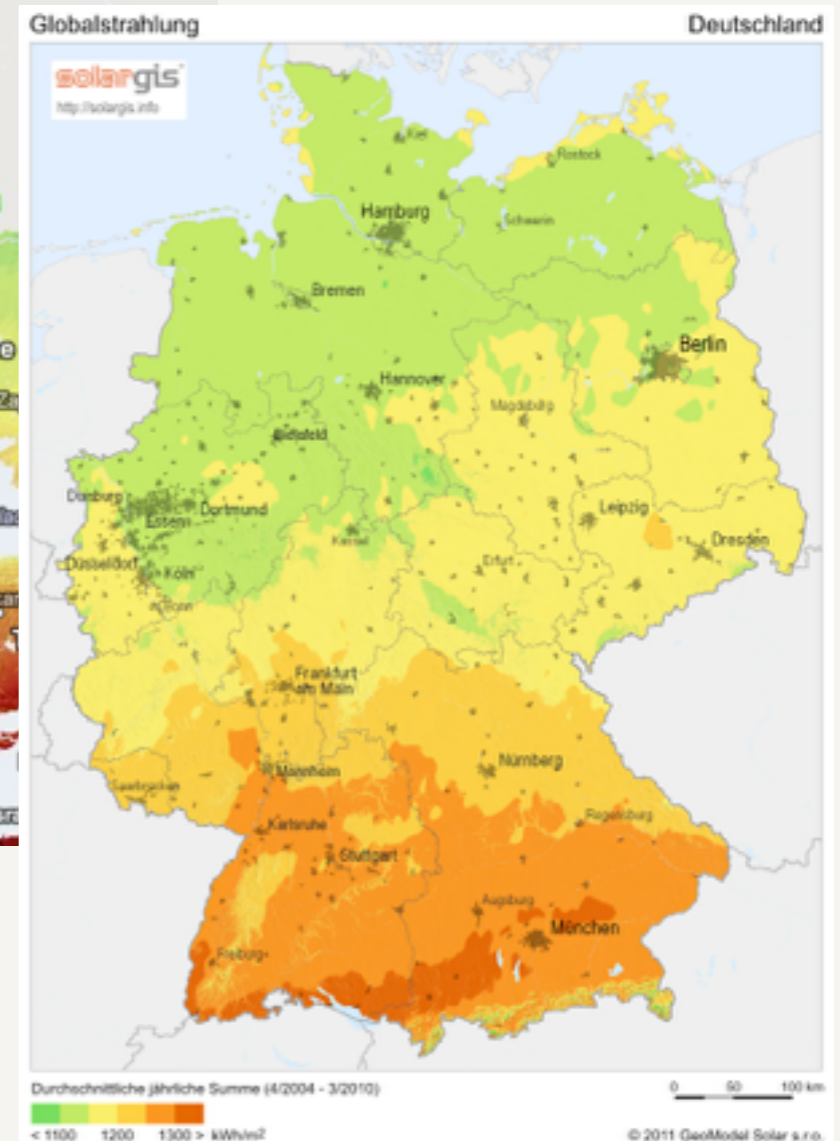 Globalstrahlung
Deutschland
solargis
http://solargis.info
Kiel
Rostock
Hamburg
Schwerin
Bremen
Berlin
Hannover
Magdeburg
Bielefeld
Duisburg
Essen
Dortmund
Leipzig
Kassel
Düsseldorf
Köln
Dresden
Erfurt
Bonn
Frankfurt
am Main
Nürnberg
Mannheim
Saarbrücken
Regensburg
Karlsruhe
Stuttgart
Augsburg
München
Freiburg
Durchschnittliche jährliche Summe (4/2004 - 3/2010)
0 50 100 km
< 1100 1200 1300 > kWh/m²
© 2011 GeoModel Solar s.r.o.